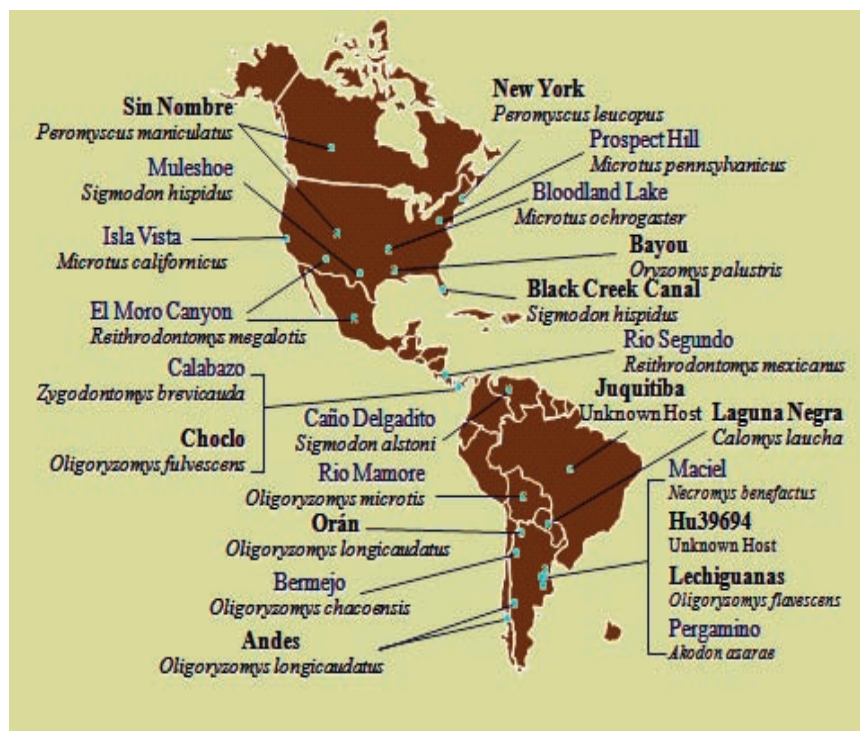 Sin Nombre
Peromyscus maniculatus
Muleshoe
Sigmodon hispidus
Isla Vista
Microtus californicus
El Moro Canyon
Reithrodontomys megalotis
Calabazo
Zygodontomys brevicauda
Choclo
Oligoryzomys fulvescens
Caño Delgadito
Sigmodon alstoni
Rio Mamore
Oligoryzomys microtis
Orán
Oligoryzomys longicaudatus
Bermejo
Oligoryzomys chacoensis
Andes
Oligoryzomys longicaudatus
New York
Peromyscus leucopus
Prospect Hill
Microtus pennsylvanicus
Bloodland Lake
Microtus ochrogaster
Bayou
Oryzomys palustris
Black Creek Canal
Sigmodon hispidus
Rio Segundo
Reithrodontomys mexicanus
Juquitiba
Unknown Host
Laguna Negra
Calomys laucha
Maciel
Necromys benefactus
Hu39694
Unknown Host
Lechiguanas
Oligoryzomys flavescens
Pergamino
Akodon azarae